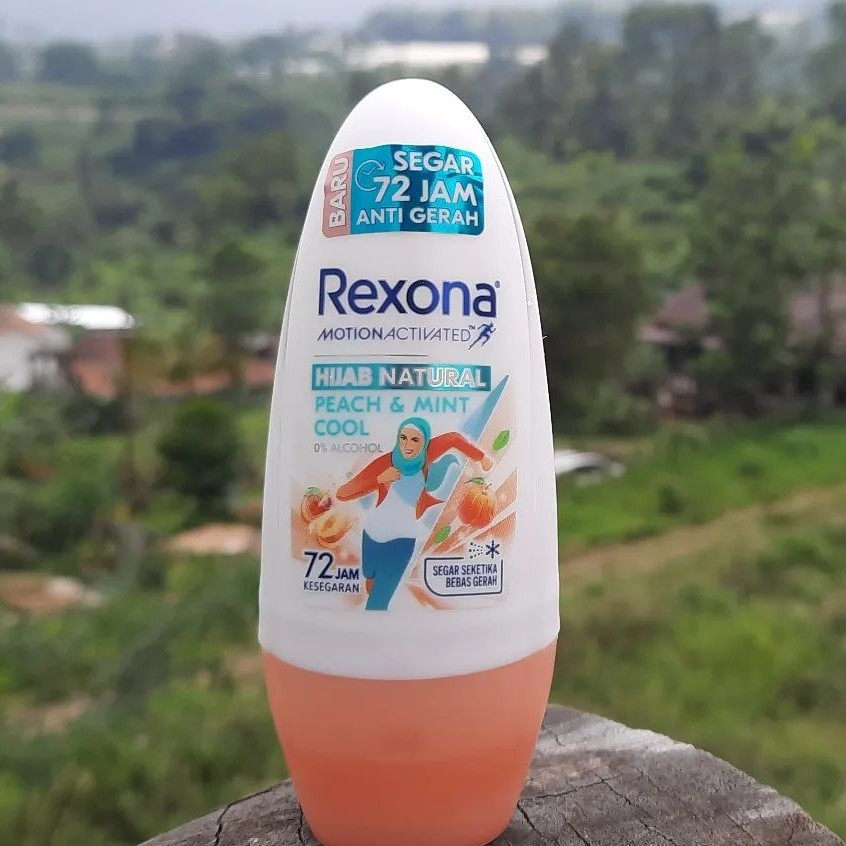 BARU
SEGAR
72 JAM
ANTI GERAH
Rexona®
MOTIONACTIVATED™
HIJAB NATURAL
PEACH & MINT
COOL
0% ALCOHOL
72 JAM
KESEGARAN
SEGAR SEKETIKA
BEBAS GERAH